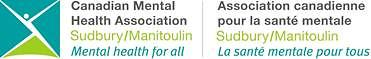 Canadian Mental
Health Association
Sudbury/Manitoulin
Mental health for all
Association canadienne
pour la santé mentale
Sudbury/Manitoulin
La santé mentale pour tous